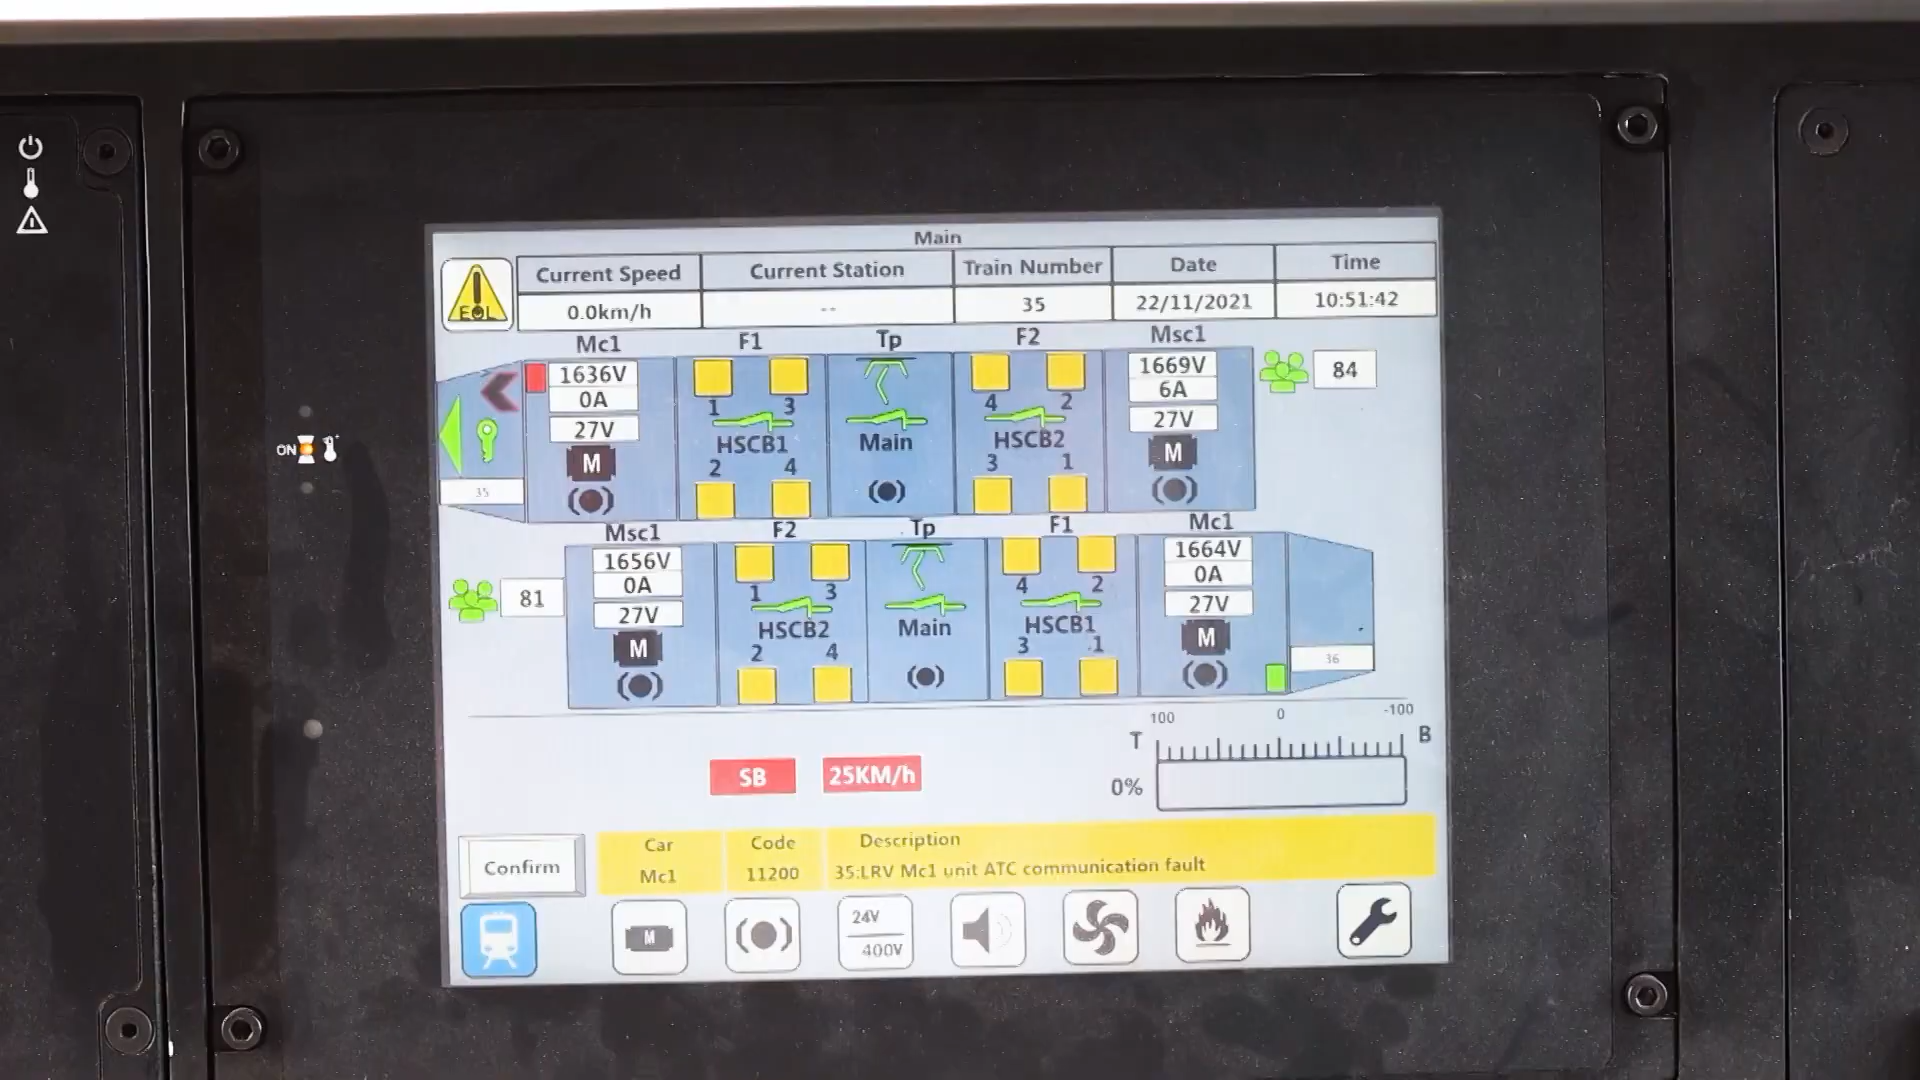 Main
EOL
Current Speed Current Station Train Number Date Time
0.0km/h -- 35 22/11/2021 10:51:42
Mc1 F1 Tp F2 Msc1
1636V 1669V 84
0A 6A
1 3 4 2
27V 27V
HSCB1 Main HSCB2
M 2 4 3 1 M
35
Msc1 F2 Tp F1 Mc1
1656V 1664V
0A 0A
81 1 3 4 2
27V 27V
HSCB2 Main HSCB1
M 2 4 3 1 M
36
100 0 -100
T B
SB 25KM/h 0%
Confirm
Car Code Description
Mc1 11200 35:LRV Mc1 unit ATC communication fault
M 24V
400V
ON